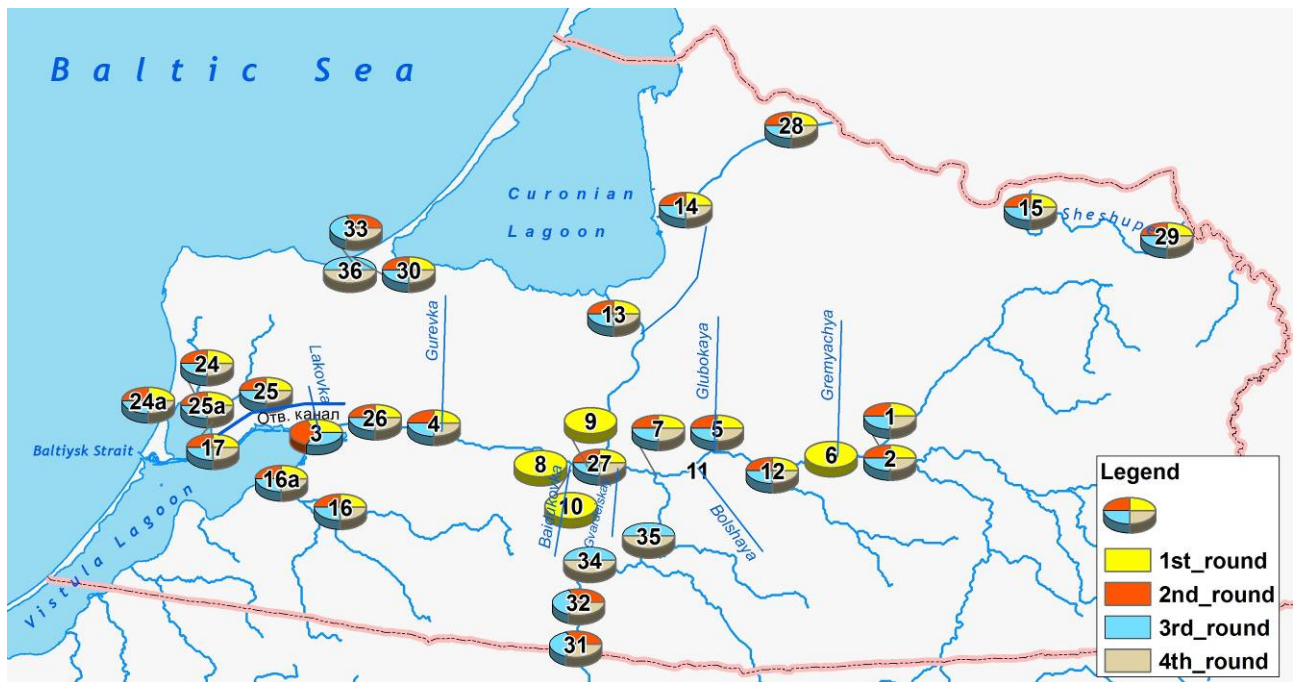 Baltic Sea
28
Curonian
Lagoon
14
15
Sheshupe
29
33
36
30
13
Gurevka
Glubokaya
Gremyachya
Lakovka
24
24a
25a
25
Отв. канал
26
4
3
17
Baltiysk Strait
16a
16
Vistula Lagoon
9
8
27
10
Baidukovka
7
5
11
12
6
1
2
Bolshaya
35
34
32
31
Legend
1st_round
2nd_round
3rd_round
4th_round